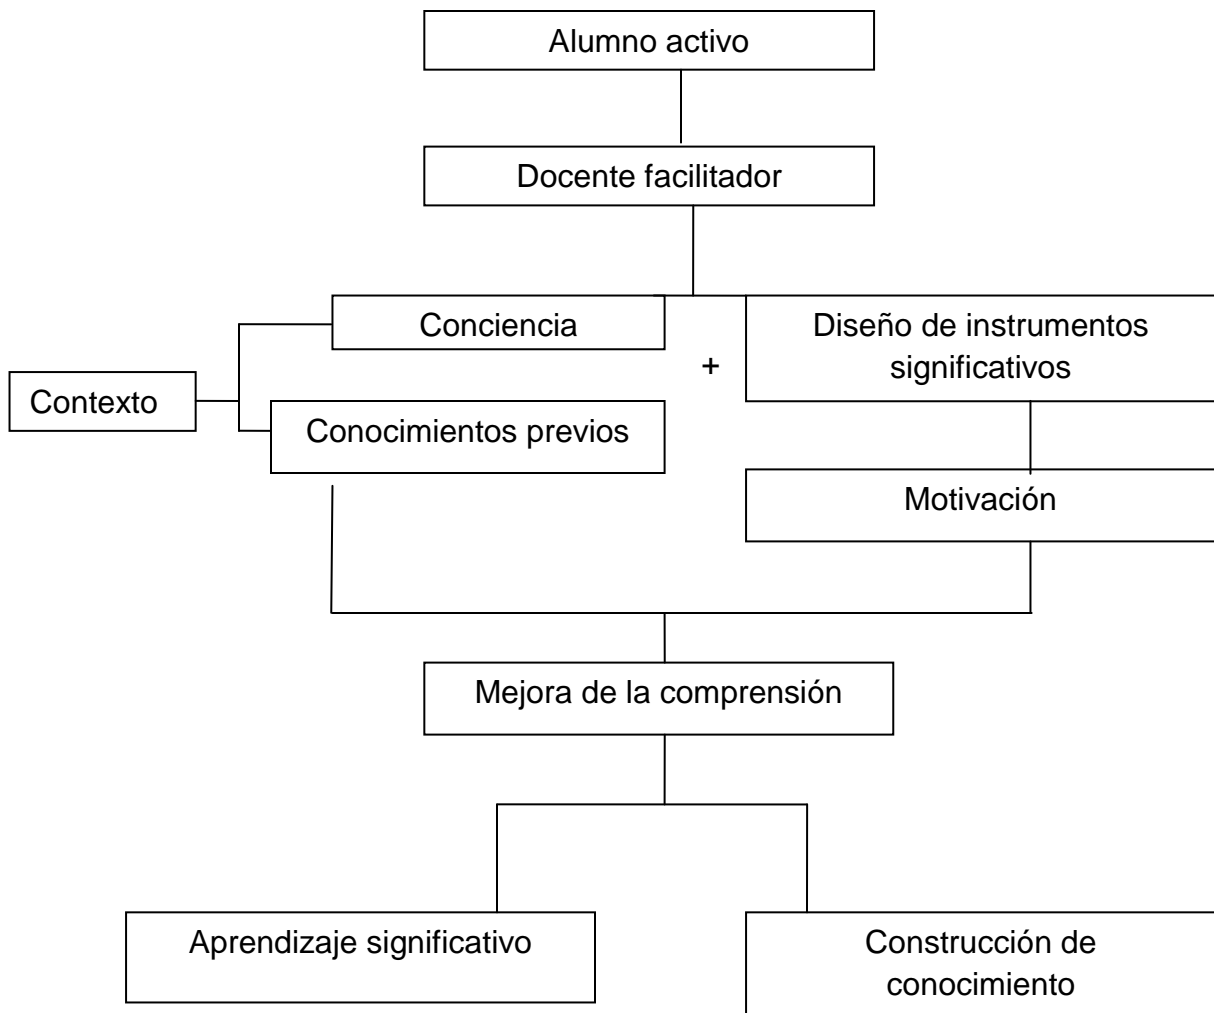 Alumno activo
Docente facilitador
Conciencia
+
Diseño de instrumentos
significativos
Contexto
Conocimientos previos
Motivación
Mejora de la comprensión
Aprendizaje significativo
Construcción de
conocimiento